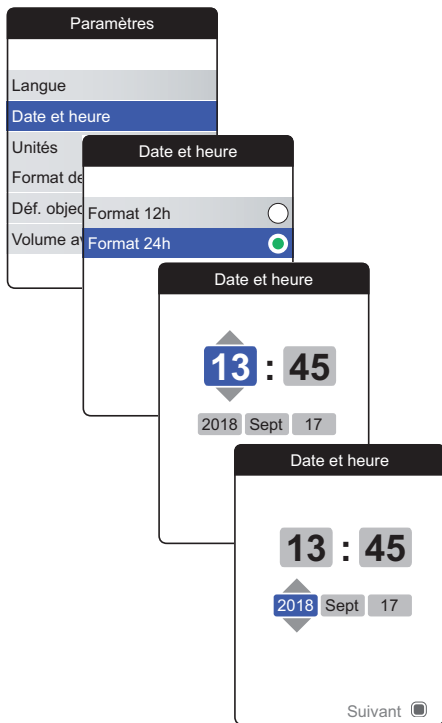 Paramètres
Langue
Date et heure
Unités
Format de
Déf. objec
Volume a
Date et heure
Format 12h
Format 24h
Date et heure
13 : 45
2018 Sept 17
Date et heure
13 : 45
2018 Sept 17
Suivant